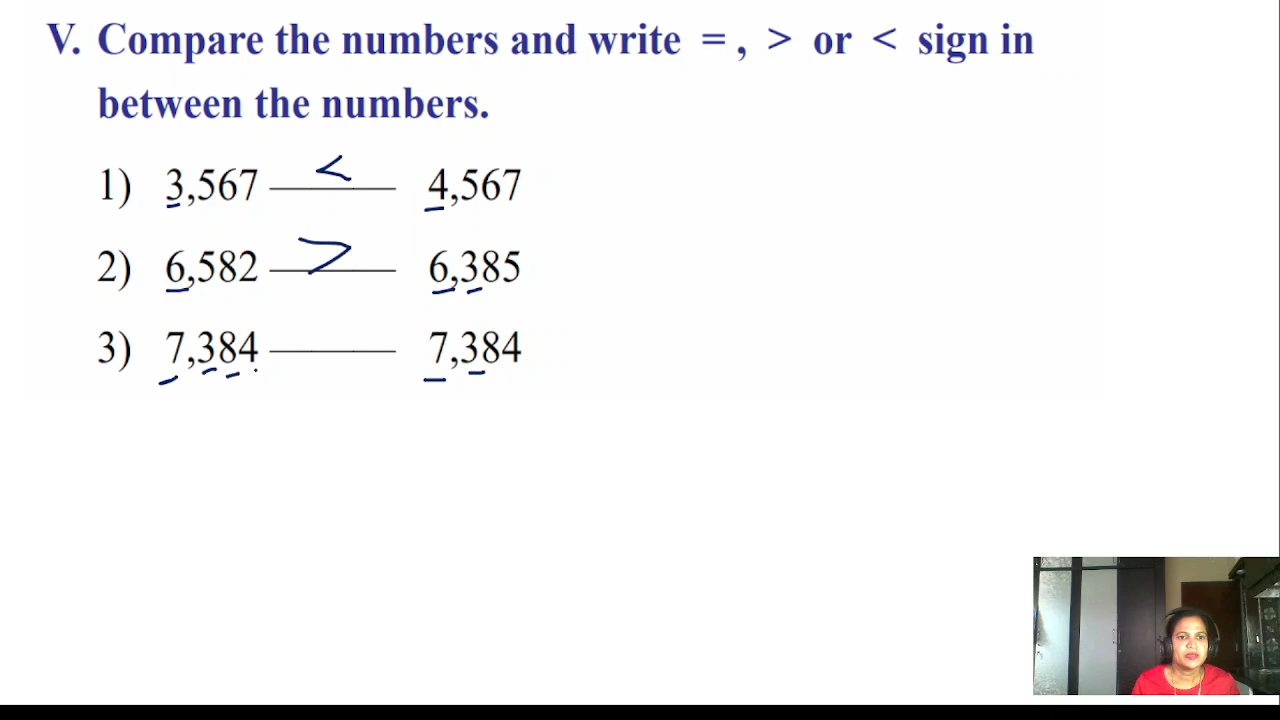 V. Compare the numbers and write = , > or < sign in
between the numbers.
1) 3,567 < 4,567
2) 6,582 > 6,385
3) 7,384 ______ 7,384